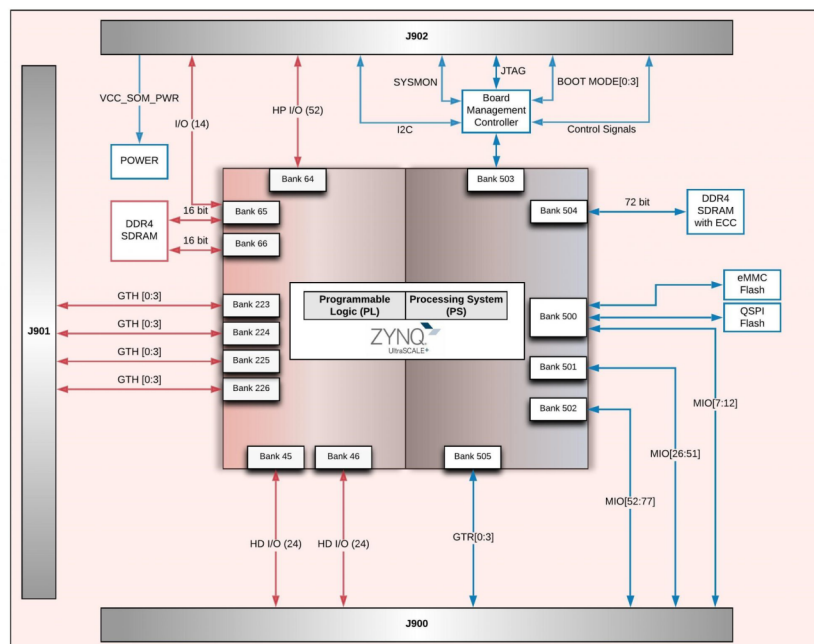 J902
VCC_SOM_PWR
I/O (14)
HP I/O (52)
I2C
SYSMON
JTAG
BOOT MODE[0:3]
Control Signals
Board
Management
Controller
POWER
Bank 64
Bank 503
DDR4
SDRAM
16 bit
16 bit
Bank 65
Bank 66
Bank 504
72 bit
DDR4
SDRAM
with ECC
J901
GTH [0:3]
GTH [0:3]
GTH [0:3]
GTH [0:3]
Bank 223
Bank 224
Bank 225
Bank 226
Programmable
Logic (PL)
Processing System
(PS)
ZYNQ
UltraSCALE+
Bank 500
Bank 501
Bank 502
eMMC
Flash
QSPI
Flash
MIO[7:12]
MIO[26:51]
MIO[52:77]
Bank 45
Bank 46
Bank 505
HD I/O (24)
HD I/O (24)
GTR[0:3]
J900